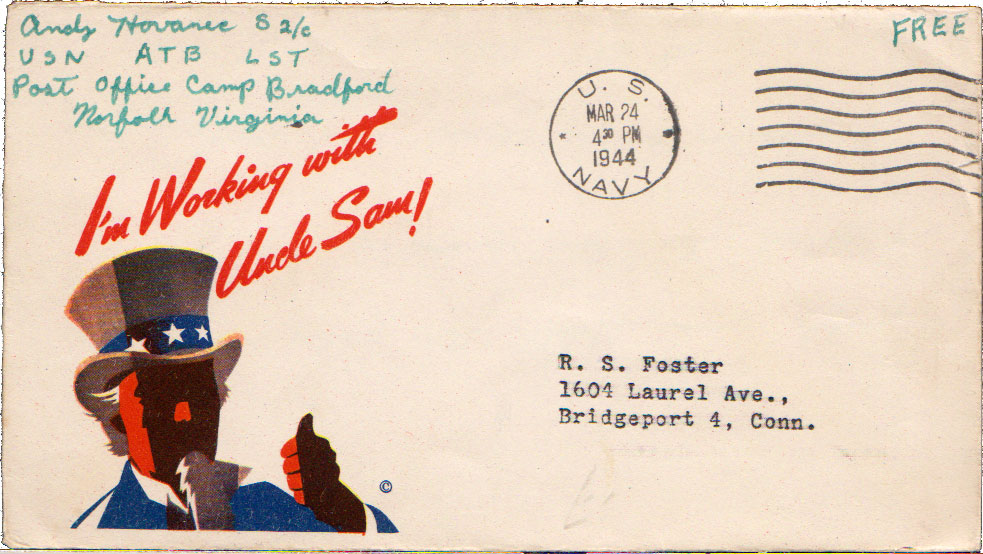 Andy Hovanec S 2/c
USN ATB LST
Post Office Camp Bradford
Norfolk Virginia
FREE
U. S.
MAR 24
4 30 PM
1944
NAVY
I'm Working with
Uncle Sam!
©
R. S. Foster
1604 Laurel Ave.,
Bridgeport 4, Conn.